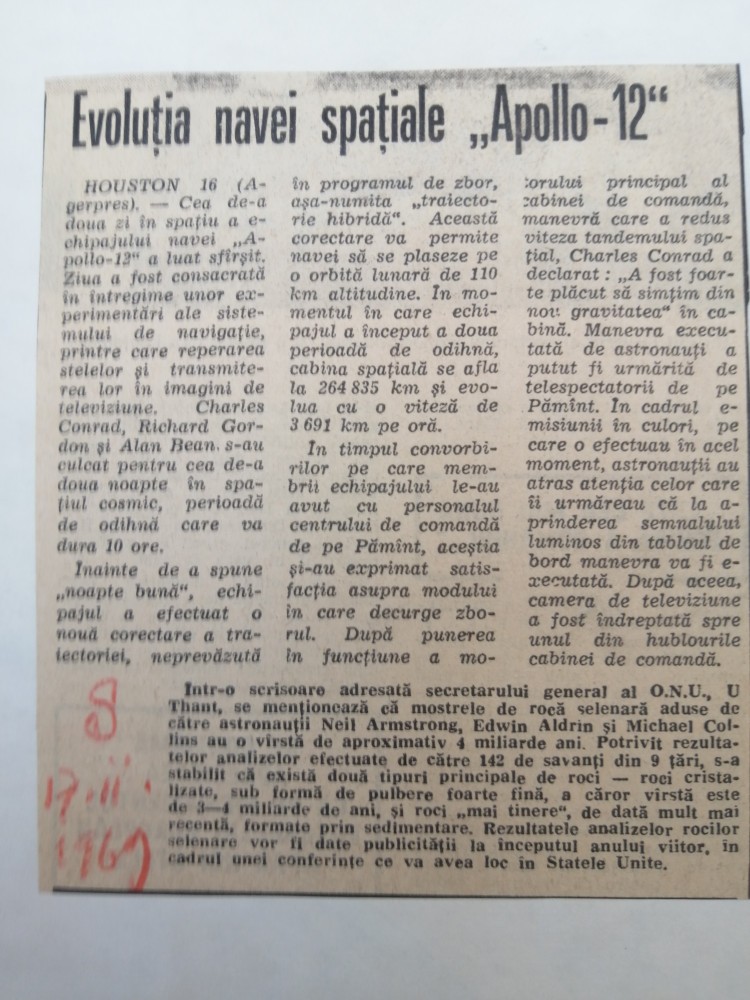 Evoluția navei spațiale „Apollo-12“
HOUSTON 16 (A-
gerpres). — Cea de-a
doua zi în spațiu a e-
chipajului navei „A-
pollo-12“ a luat sfîrșit.
Ziua a fost consacrată
în întregime unor ex-
perimentări ale siste-
mului de navigație,
printre care reperarea
stelelor și transmite-
rea lor în imagini de
televiziune. Charles
Conrad, Richard Gor-
don și Alan Bean s-au
culcat pentru cea de-a
doua noapte în spa-
țiul cosmic, perioadă
de odihnă care va
dura 10 ore.
Înainte de a spune
„noapte bună“, echi-
pajul a efectuat o
nouă corectare a tra-
iectoriei, neprevăzută
în programul de zbor,
așa-numita „traiecto-
rie hibridă“. Această
corectare va permite
navei să se plaseze pe
o orbită lunară de 110
km altitudine. În mo-
mentul în care echi-
pajul a început a doua
perioadă de odihnă,
cabina spațială se afla
la 264 835 km și evo-
lua cu o viteză de
3 691 km pe oră.
În timpul convorbi-
rilor pe care mem-
brii echipajului le-au
avut cu personalul
centrului de comandă
de pe Pămînt, aceștia
și-au exprimat satis-
facția asupra modului
în care decurge zbo-
rul. După punerea
în funcțiune a mo-
torului principal al
cabinei de comandă,
manevră care a redus
viteza tandemului spa-
țial, Charles Conrad a
declarat : „A fost foar-
te plăcut să simțim din
nou gravitatea“ în ca-
bină. Manevra execu-
tată de astronauți a
putut fi urmărită de
telespectatorii de pe
Pămînt. În cadrul e-
misiunii în culori, pe
care o efectuau în acel
moment, astronauții au
atras atenția celor care
îi urmăreau că la a-
prinderea semnalului
luminos din tabloul de
bord manevra va fi e-
xecutată. După aceea,
camera de televiziune
a fost îndreptată spre
unul din hublourile
cabinei de comandă.
Într-o scrisoare adresată secretarului general al O.N.U., U
Thant, se menționează că mostrele de rocă selenară aduse de
către astronauții Neil Armstrong, Edwin Aldrin și Michael Col-
lins au o vîrstă de aproximativ 4 miliarde ani. Potrivit rezulta-
telor analizelor efectuate de către 142 de savanți din 9 țări, s-a
stabilit că există două tipuri principale de roci — roci crista-
lizate, sub formă de pulbere foarte fină, a căror vîrstă este
de 3—4 miliarde de ani, și roci „mai tinere“, de dată mult mai
recentă, formate prin sedimentare. Rezultatele analizelor rocilor
selenare vor fi date publicității la începutul anului viitor, în
cadrul unei conferințe ce va avea loc în Statele Unite.
S
17.11.
1969